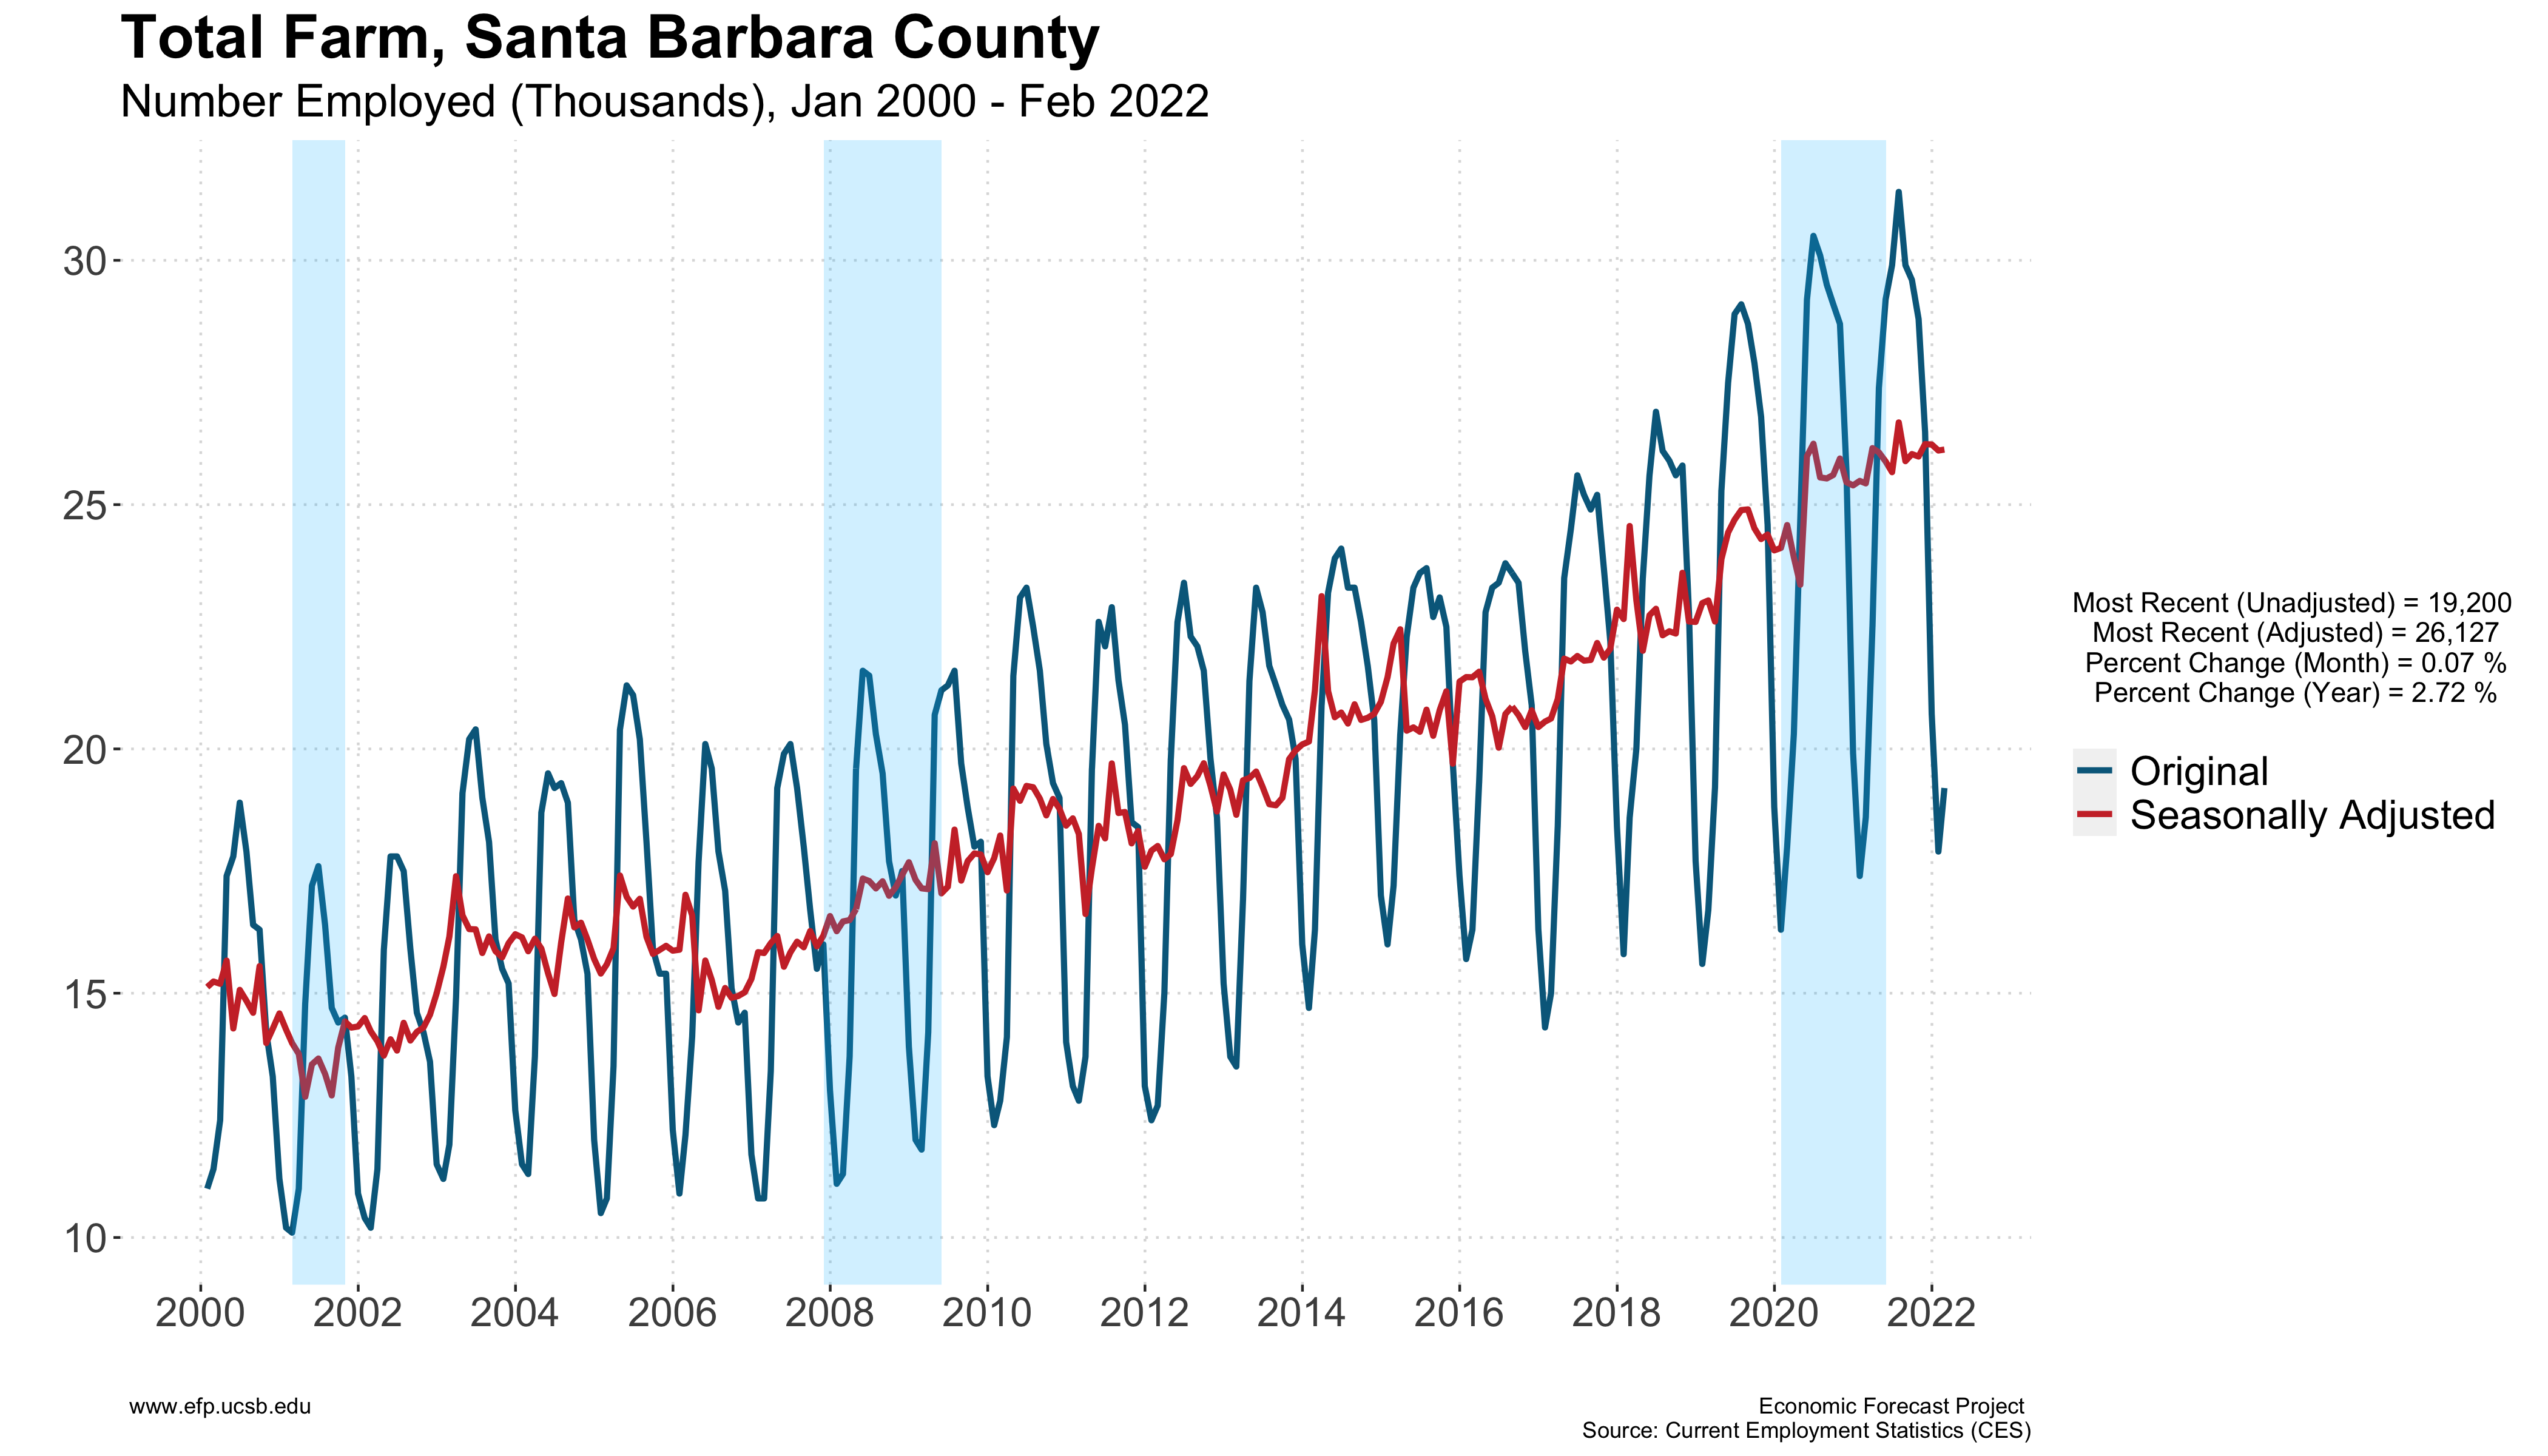 Total Farm, Santa Barbara County
Number Employed (Thousands), Jan 2000 - Feb 2022
30
25
20
15
10
2000 2002 2004 2006 2008 2010 2012 2014 2016 2018 2020 2022
Most Recent (Unadjusted) = 19,200
Most Recent (Adjusted) = 26,127
Percent Change (Month) = 0.07 %
Percent Change (Year) = 2.72 %
Original
Seasonally Adjusted
www.efp.ucsb.edu
Economic Forecast Project
Source: Current Employment Statistics (CES)